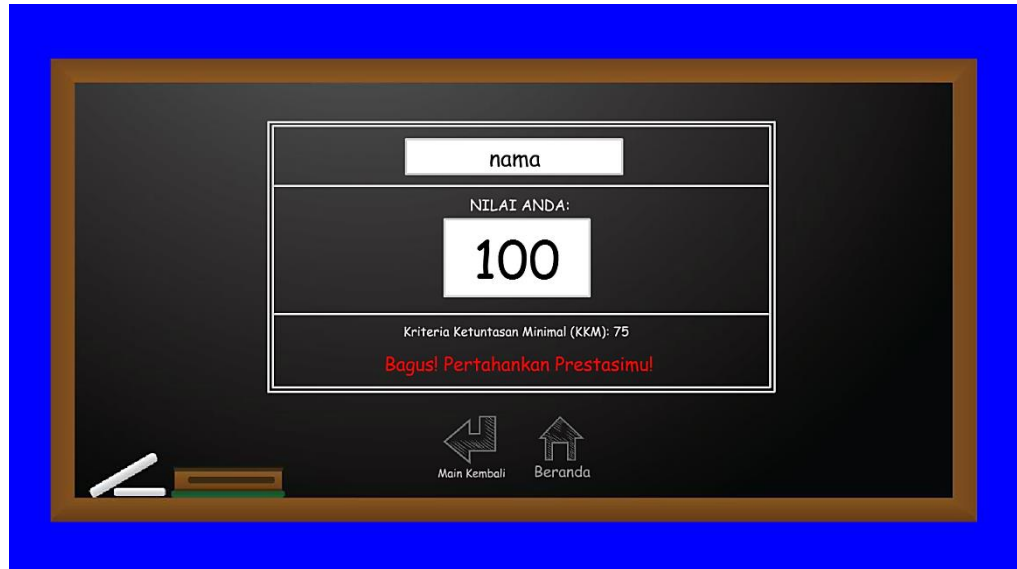 nama
NILAI ANDA:
100
Kriteria Ketuntasan Minimal (KKM): 75
Bagus! Pertahankan Prestasimu!
Main Kembali
Beranda